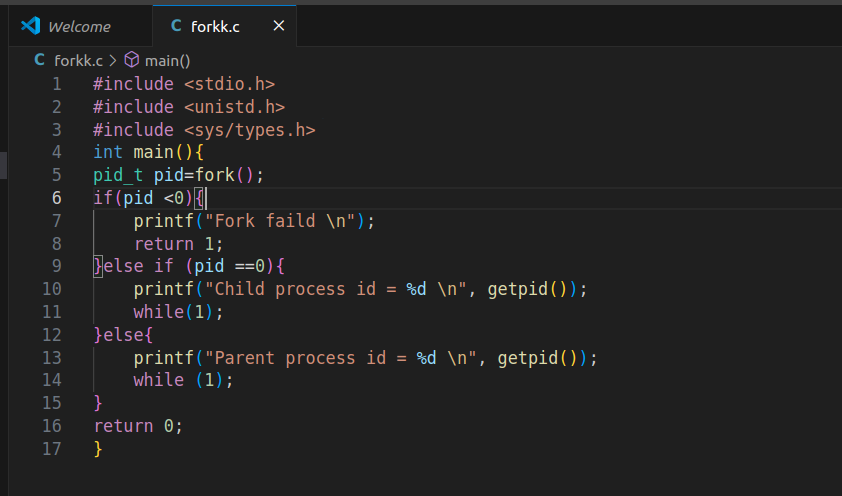 Welcome
C forkk.c ×
C forkk.c > main()
1 #include <stdio.h>
2 #include <unistd.h>
3 #include <sys/types.h>
4 int main(){
5 pid_t pid=fork();
6 if(pid <0){
7     printf("Fork faild \n");
8     return 1;
9 }else if (pid ==0){
10     printf("Child process id = %d \n", getpid());
11     while(1);
12 }else{
13     printf("Parent process id = %d \n", getpid());
14     while (1);
15 }
16 return 0;
17 }